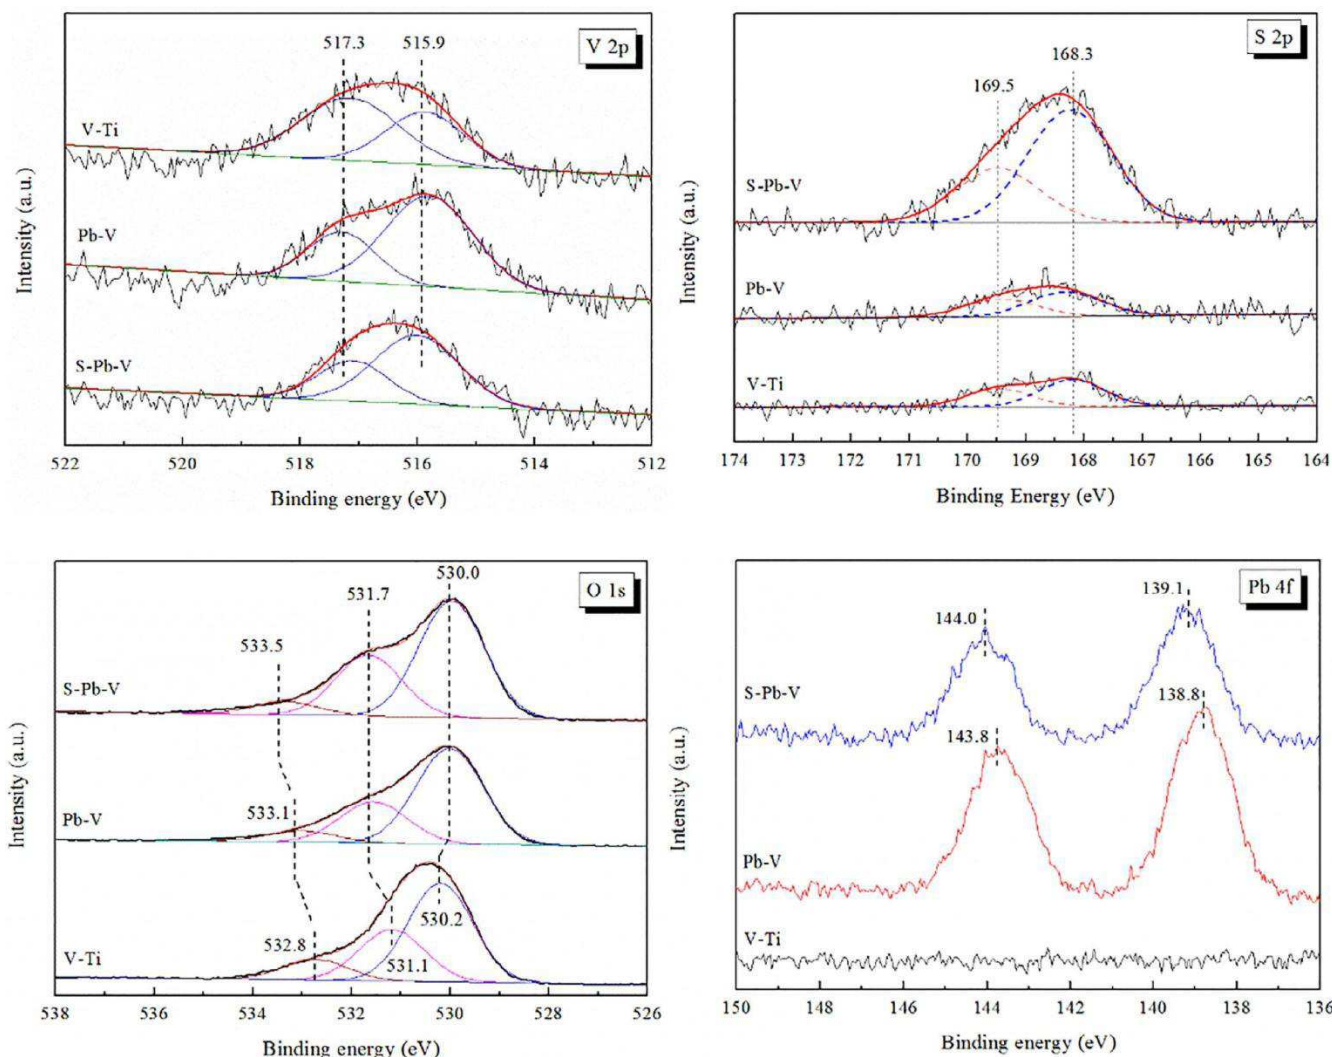 V 2p
517.3 515.9
V-Ti
Pb-V
S-Pb-V
Intensity (a.u.)
522 520 518 516 514 512
Binding energy (eV)
S 2p
168.3
169.5
S-Pb-V
Pb-V
V-Ti
Intensity (a.u.)
174 173 172 171 170 169 168 167 166 165 164
Binding Energy (eV)
O 1s
530.0
531.7
533.5
S-Pb-V
533.1
Pb-V
532.8
530.2
531.1
V-Ti
Intensity (a.u.)
538 536 534 532 530 528 526
Binding energy (eV)
Pb 4f
139.1
144.0
S-Pb-V
138.8
143.8
Pb-V
V-Ti
Intensity (a.u.)
150 148 146 144 142 140 138 136
Binding energy (eV)